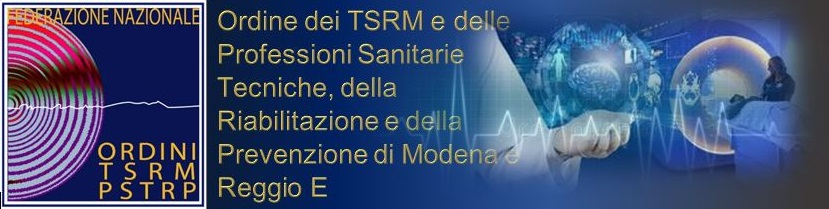 FEDERAZIONE NAZIONALE
ORDINI
TSRM
PSTRP
Ordine dei TSRM e delle
Professioni Sanitarie
Tecniche, della
Riabilitazione e della
Prevenzione di Modena e
Reggio E